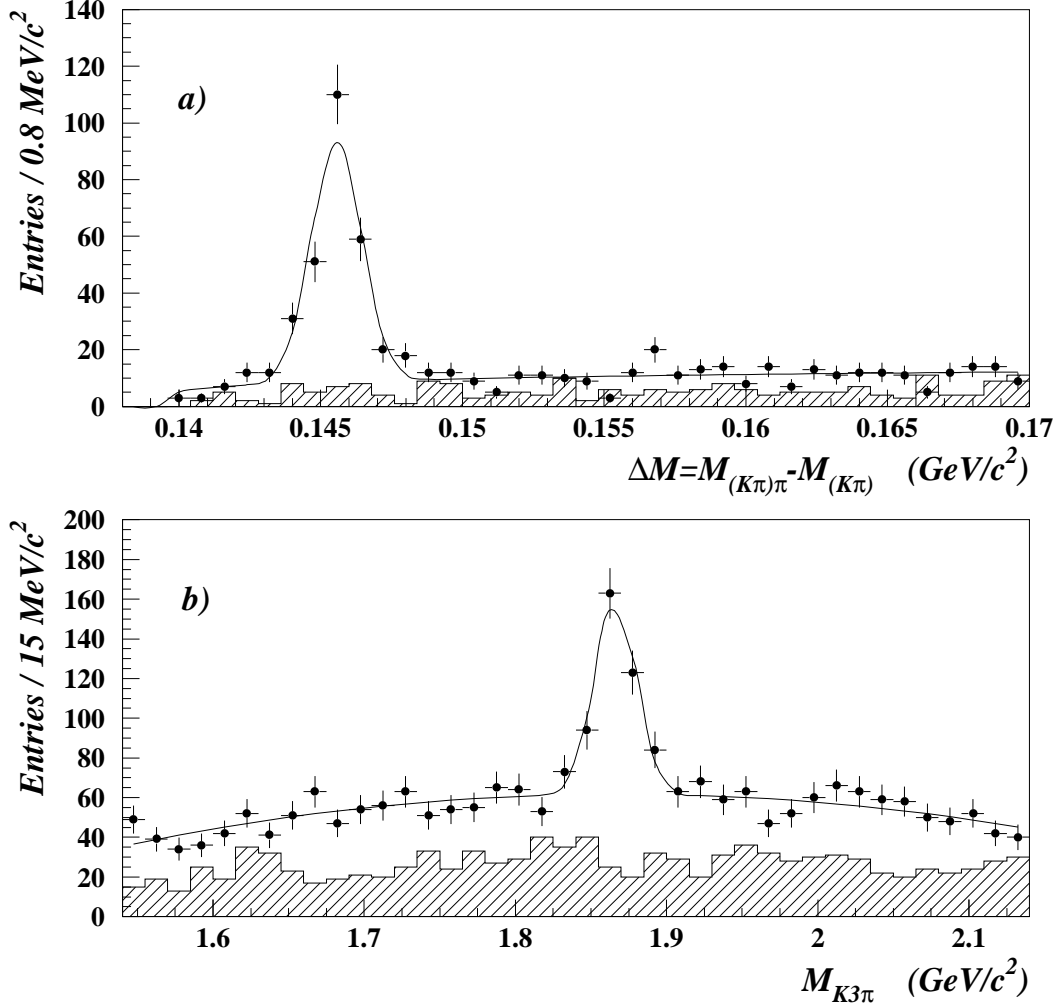 Entries / 0.8 MeV/c²
140
120
100
80
60
40
20
0
a)
0.14 0.145 0.15 0.155 0.16 0.165 0.17
ΔM=M(Kπ)π-M(Kπ) (GeV/c²)
Entries / 15 MeV/c²
200
180
160
140
120
100
80
60
40
20
0
b)
1.6 1.7 1.8 1.9 2 2.1
MK3π (GeV/c²)